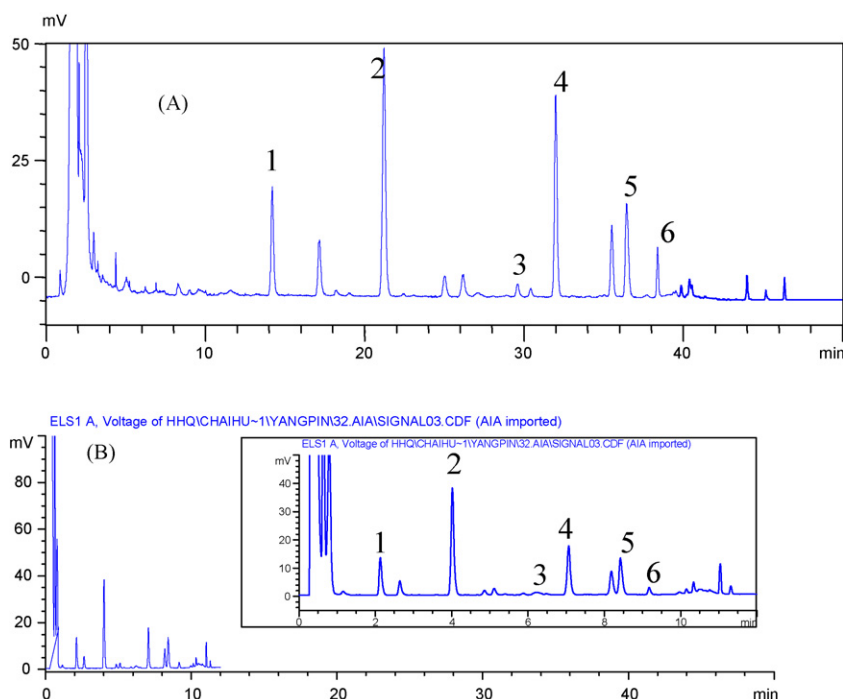 mV
50
(A)
2
4
25
1
5
6
0
3
0 10 20 30 40 min
ELS1 A, Voltage of HHQ\CHAIHU~1\YANGPIN\32.AIA\SIGNAL03.CDF (AIA imported)
mV
(B)
80
60
40
20
0
0 10 20 30 40 min
ELS1 A, Voltage of HHQ\CHAIHU~1\YANGPIN\32.AIA\SIGNAL03.CDF (AIA imported)
mV
2
40
30
4
20
1
5
10
3
6
0
0 2 4 6 8 10 min